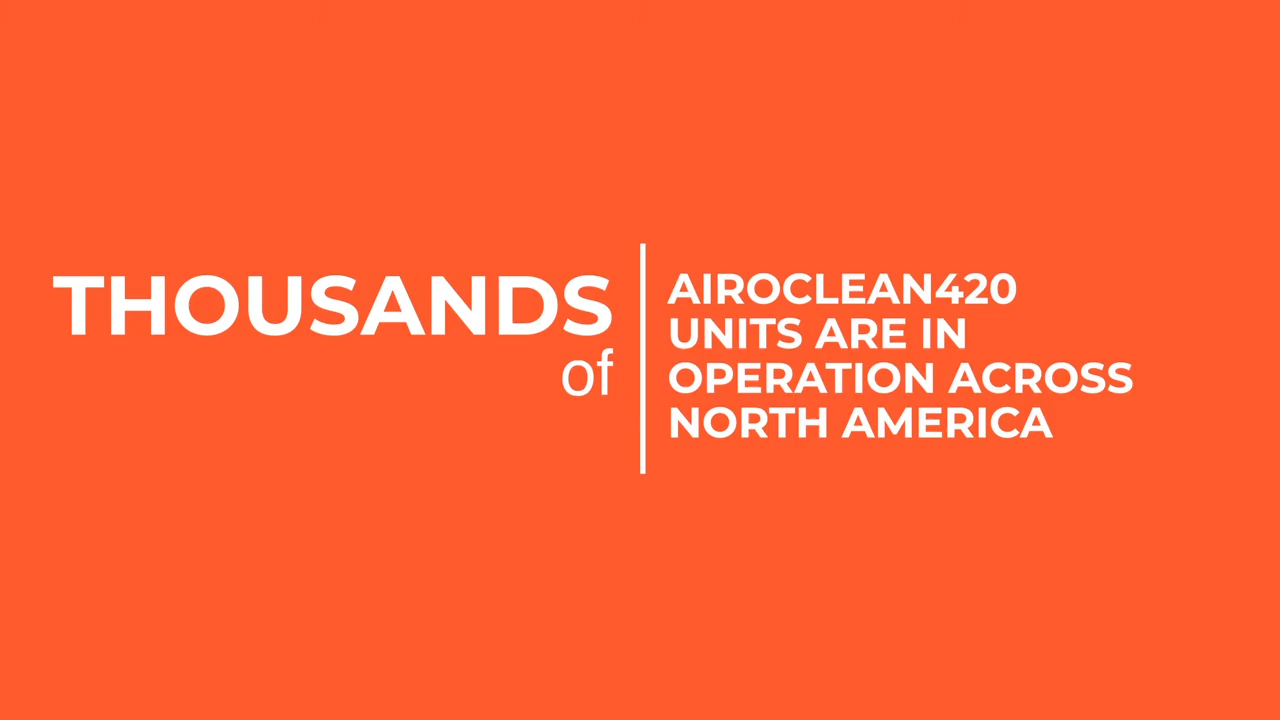 THOUSANDS
of
AIROCLEAN420
UNITS ARE IN
OPERATION ACROSS
NORTH AMERICA